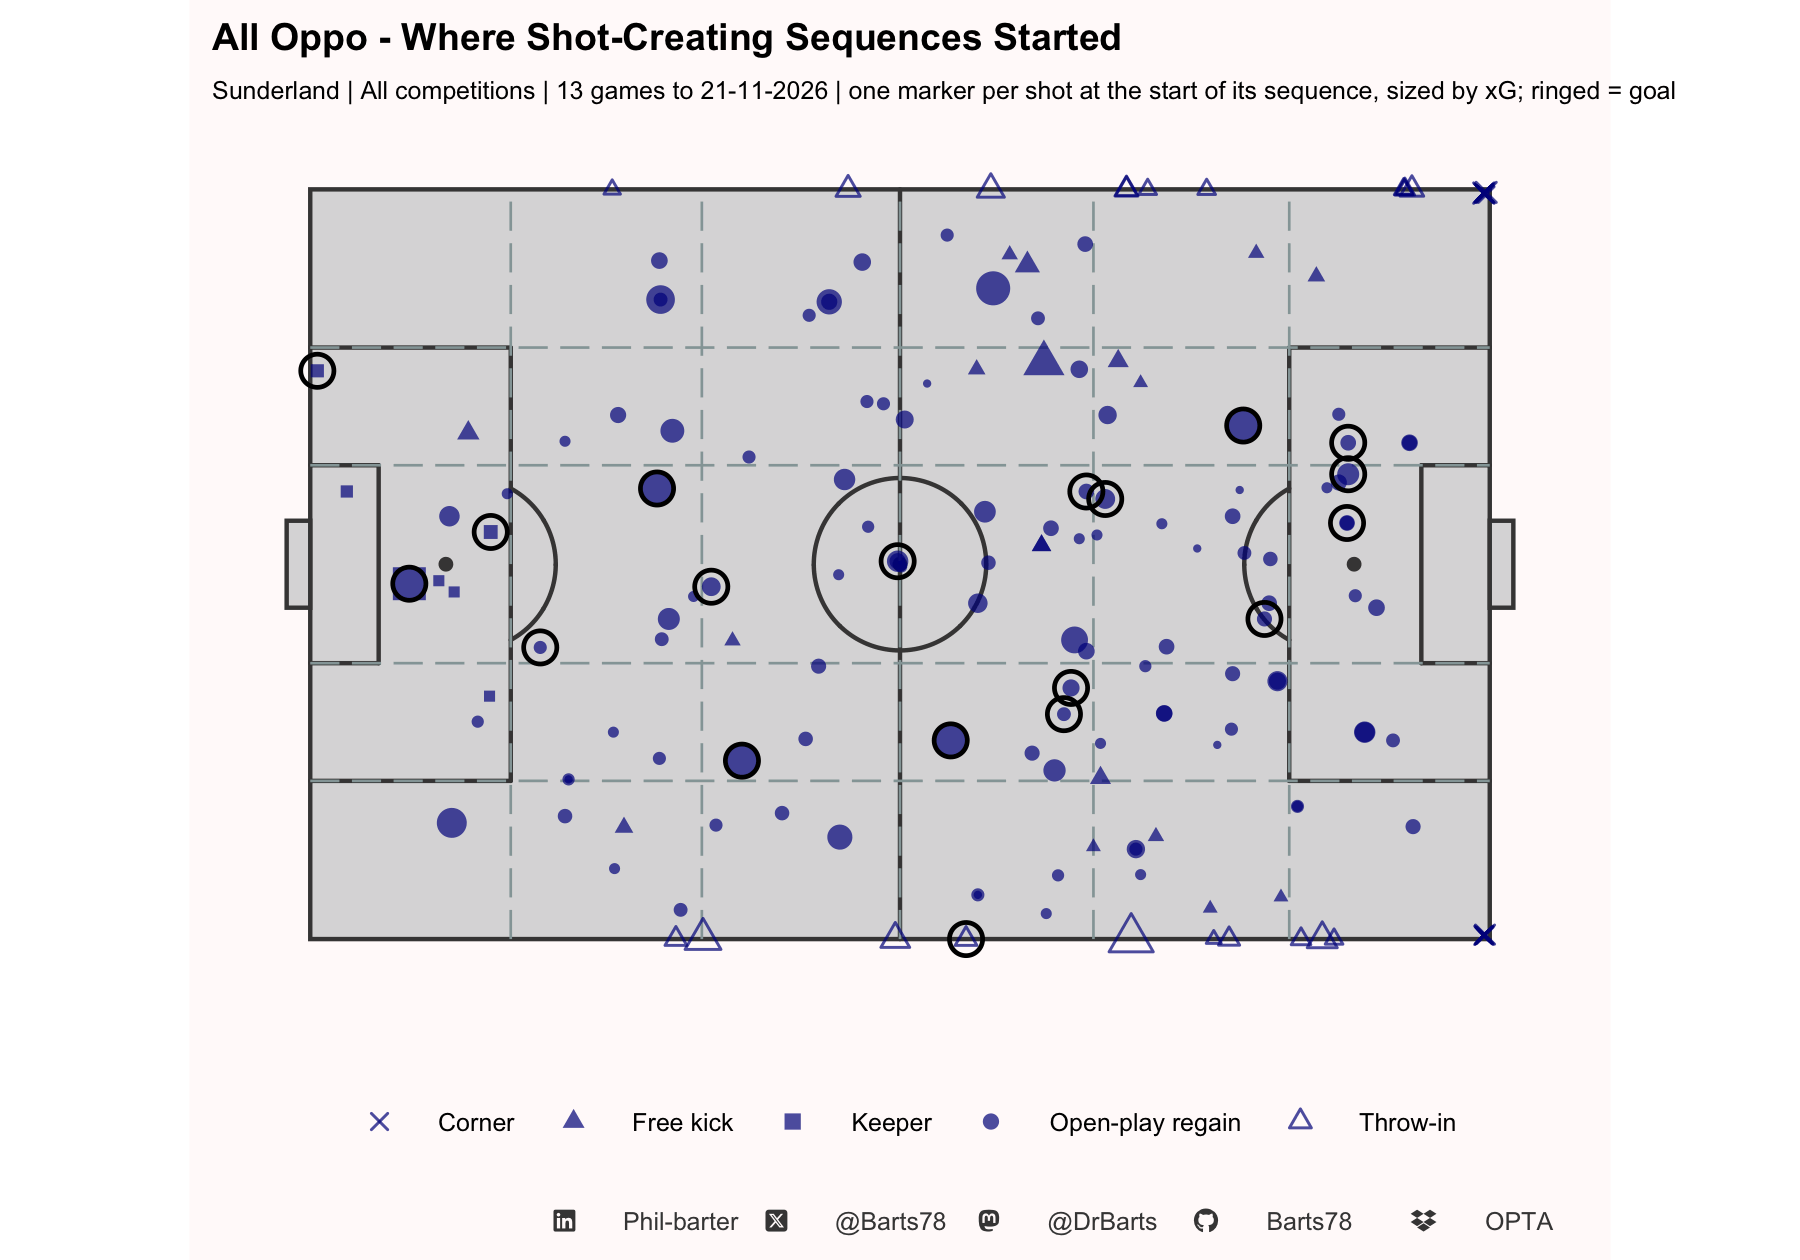 All Oppo - Where Shot-Creating Sequences Started
Sunderland | All competitions | 13 games to 21-11-2026 | one marker per shot at the start of its sequence, sized by xG; ringed = goal
Corner Free kick Keeper Open-play regain Throw-in
Phil-barter @Barts78 @DrBarts Barts78 OPTA